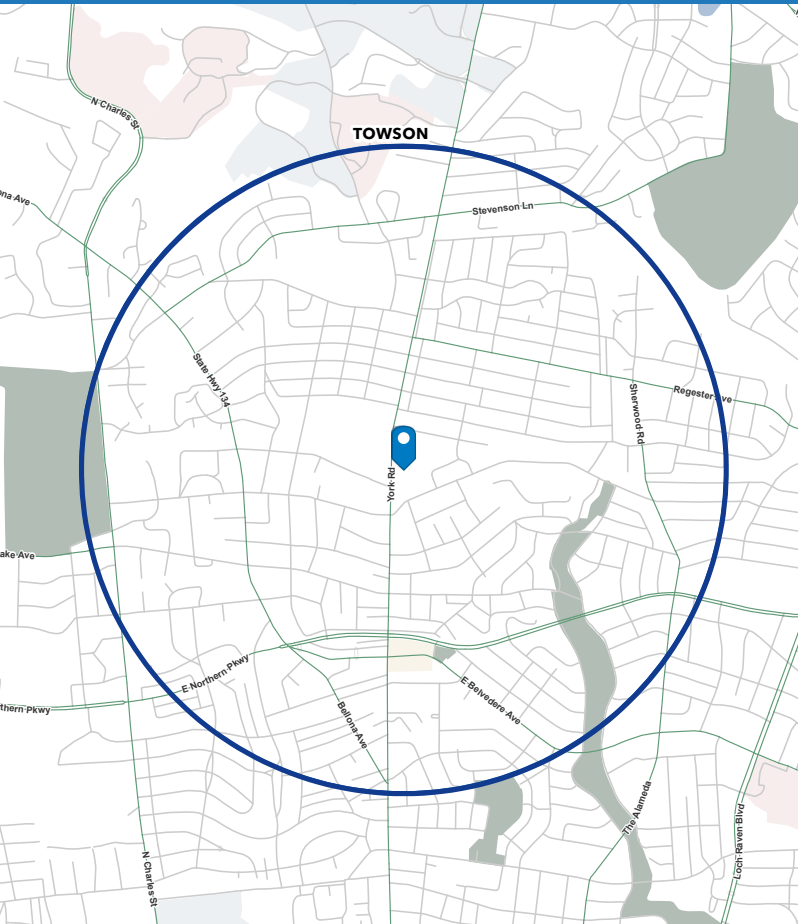 N Charles St
TOWSON
ona Ave
Stevenson Ln
State Hwy 134
Regester Ave
Sherwood Rd
York Rd
ake Ave
E Northern Pkwy
E Belvedere Ave
thern Pkwy
Bellona Ave
The Alameda
Loch Raven Blvd
N Charles St